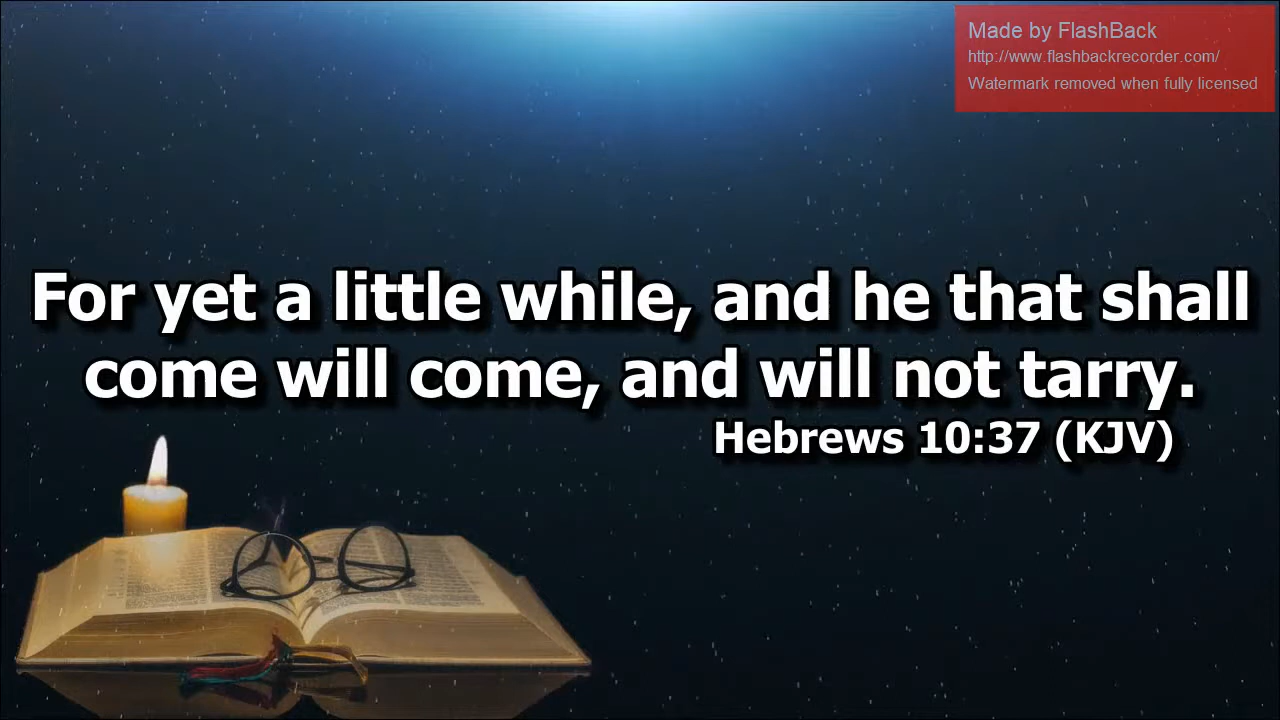 Made by FlashBack
http://www.flashbackrecorder.com/
Watermark removed when fully licensed
For yet a little while, and he that shall
come will come, and will not tarry.
Hebrews 10:37 (KJV)